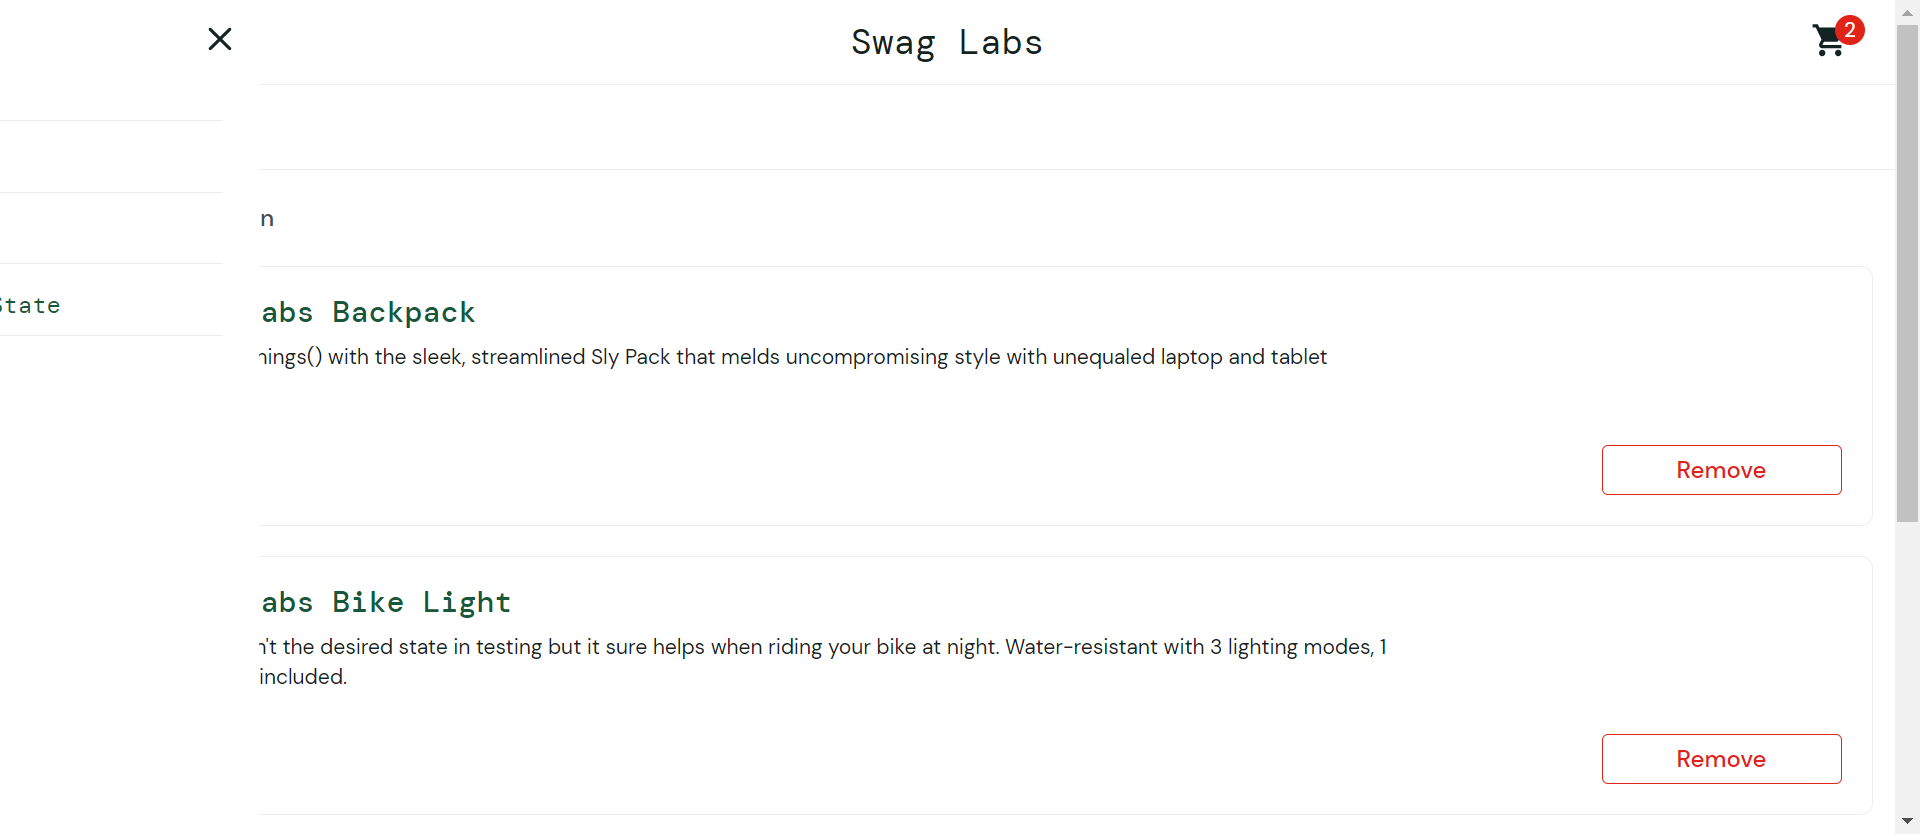 Swag Labs
2
n
State
abs Backpack
hings() with the sleek, streamlined Sly Pack that melds uncompromising style with unequaled laptop and tablet
Remove
abs Bike Light
n't the desired state in testing but it sure helps when riding your bike at night. Water-resistant with 3 lighting modes, 1
included.
Remove